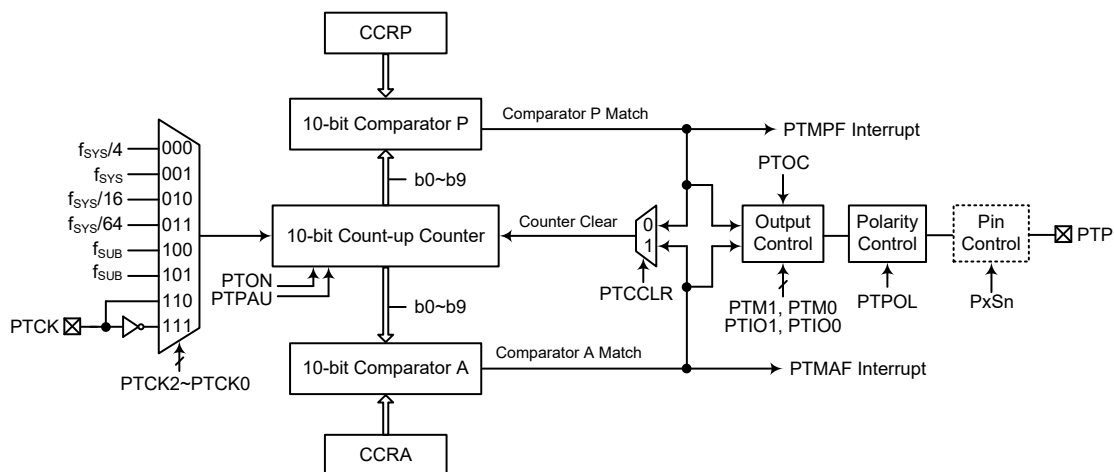 CCRP
10-bit Comparator P
Comparator P Match
PTMPF Interrupt
b0~b9
fSYS/4
000
fSYS
001
fSYS/16
010
fSYS/64
011
fSUB
100
fSUB
101
110
PTCK
111
PTCK2~PTCK0
10-bit Count-up Counter
PTON
PTPAU
Counter Clear
0
1
PTCCLR
PTOC
Output
Control
PTM1, PTM0
PTIO1, PTIO0
Polarity
Control
PTPOL
Pin
Control
PxSn
PTP
b0~b9
10-bit Comparator A
Comparator A Match
PTMAF Interrupt
CCRA